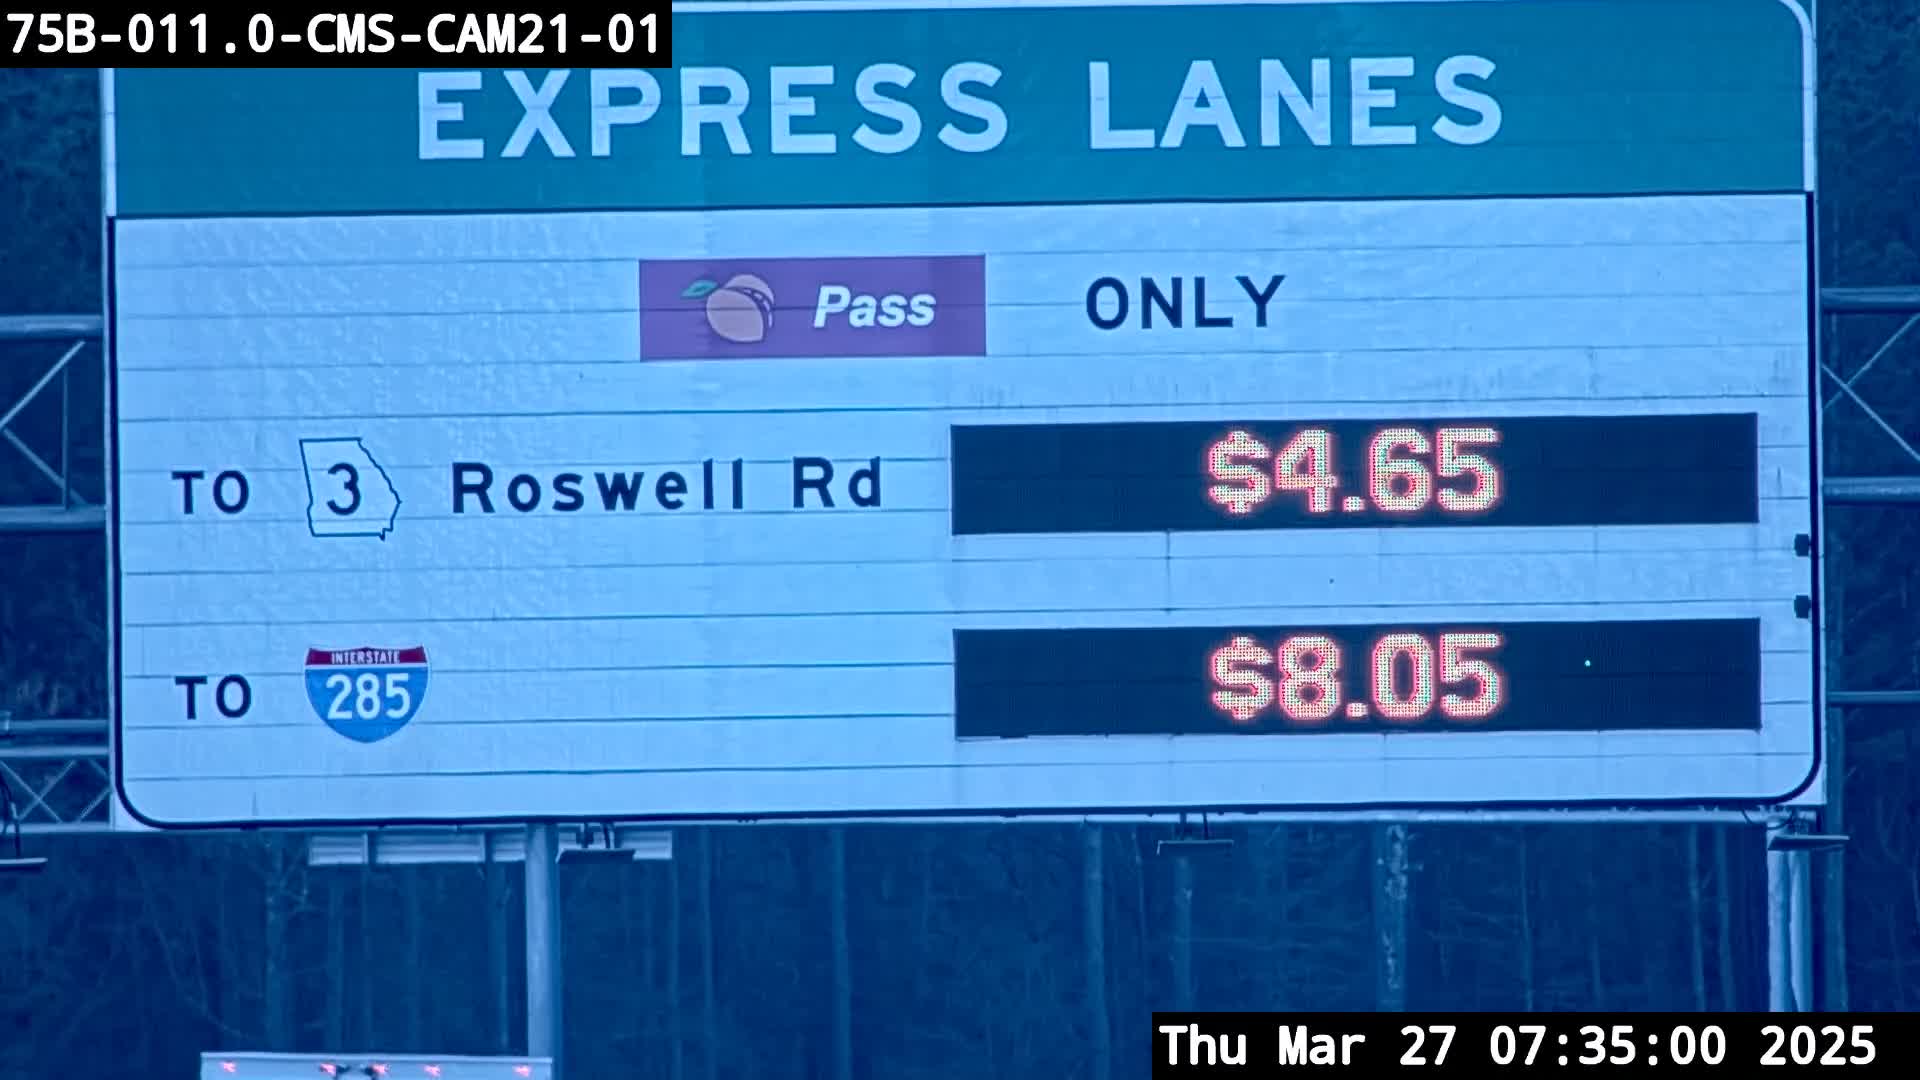 75B-011.0-CMS-CAM21-01
EXPRESS LANES
Pass ONLY
TO 3 Roswell Rd $4.65
INTERSTATE
TO 285 $8.05
Thu Mar 27 07:35:00 2025